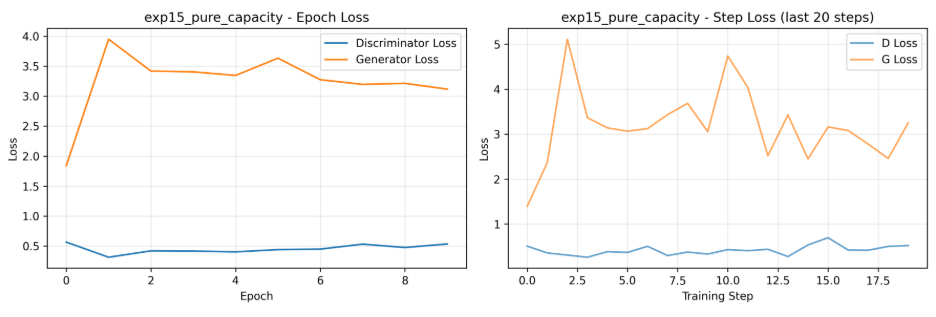 exp15_pure_capacity - Epoch Loss
4.0
3.5
3.0
2.5
2.0
1.5
1.0
0.5
Loss
0 2 4 6 8
Epoch
Discriminator Loss
Generator Loss
exp15_pure_capacity - Step Loss (last 20 steps)
5
4
3
2
1
Loss
0.0 2.5 5.0 7.5 10.0 12.5 15.0 17.5
Training Step
D Loss
G Loss